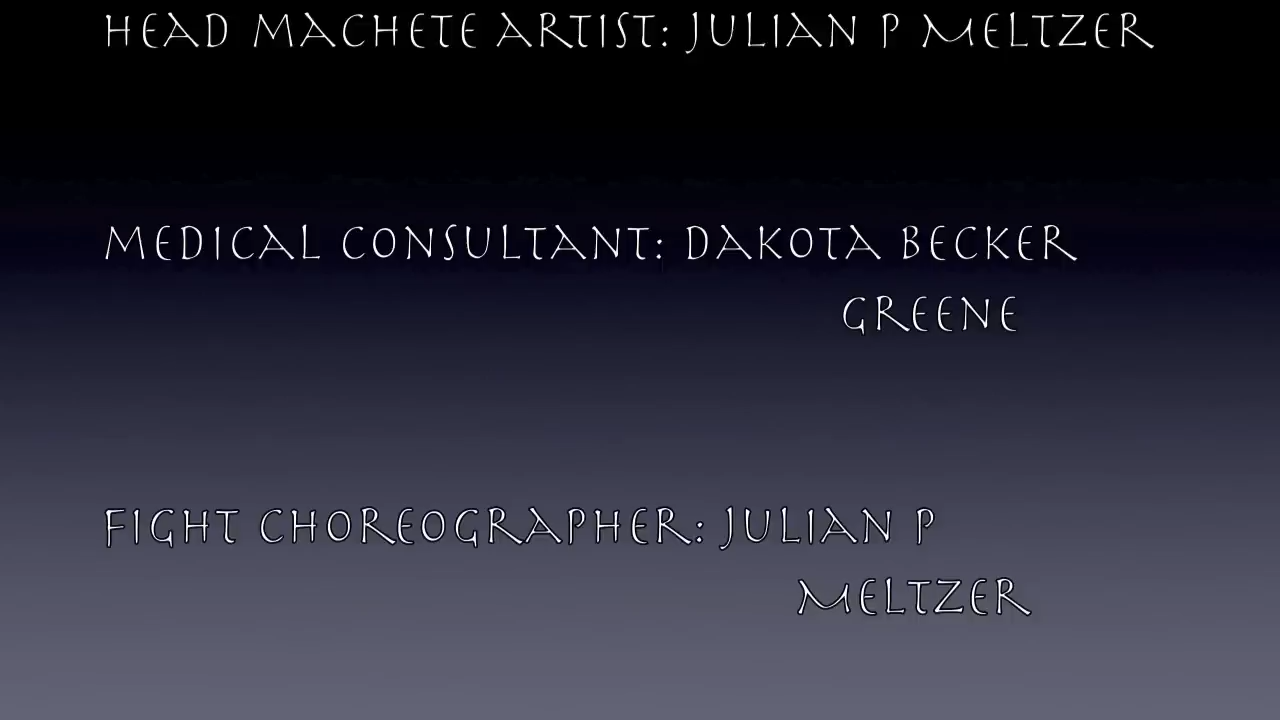 HEAD MACHETE ARTIST: JULIAN P MELTZER
MEDICAL CONSULTANT: DAKOTA BECKER
GREENE
FIGHT CHOREOGRAPHER: JULIAN P
MELTZER